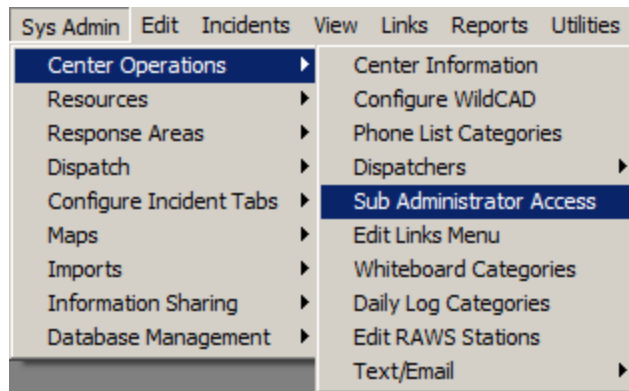 Sys Admin Edit Incidents View Links Reports Utilities
Center Operations
Resources
Response Areas
Dispatch
Configure Incident Tabs
Maps
Imports
Information Sharing
Database Management
Center Information
Configure WildCAD
Phone List Categories
Dispatchers
Sub Administrator Access
Edit Links Menu
Whiteboard Categories
Daily Log Categories
Edit RAWS Stations
Text/Email